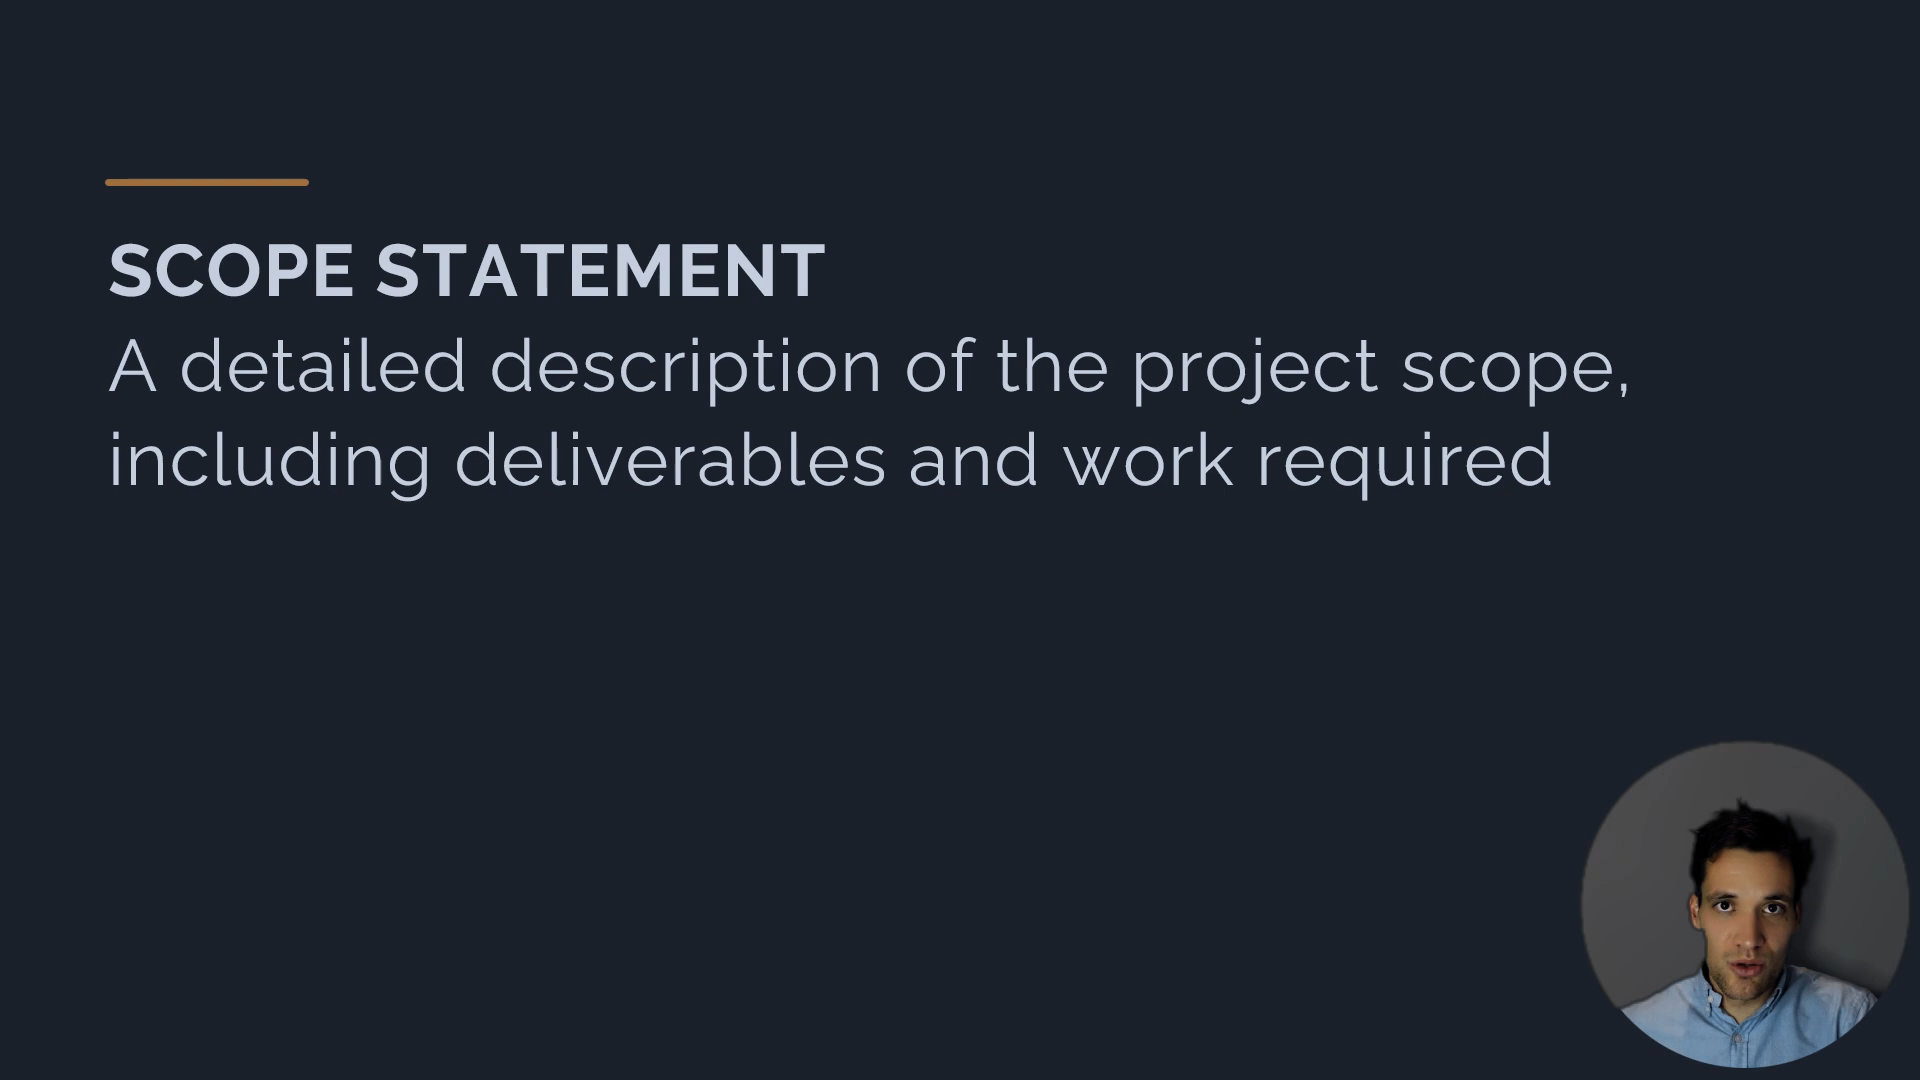 SCOPE STATEMENT
A detailed description of the project scope,
including deliverables and work required